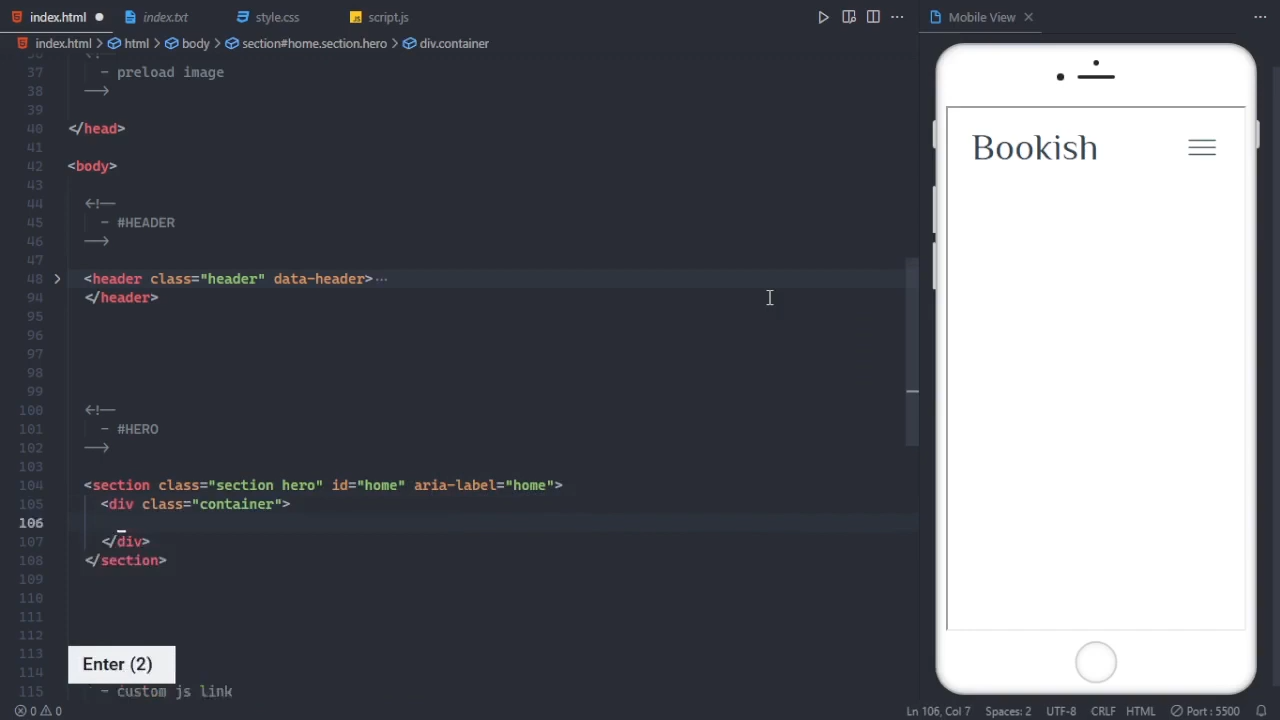 index.html index.txt style.css script.js Mobile View
index.html > html > body > section#home.section.hero > div.container
37 - preload image
38 -->
39
40 </head>
41
42 <body>
43
44 <!--
45 - #HEADER
46 -->
47
48 <header class="header" data-header>⋯
94 </header>
95
96
97
98
99
100 <!--
101 - #HERO
102 -->
103
104 <section class="section hero" id="home" aria-label="home">
105 <div class="container">
106
107 </div>
108 </section>
109
110
111
112
113
114
115 - custom js link
Enter (2)
Bookish
0 0 Ln 106, Col 7 Spaces: 2 UTF-8 CRLF HTML Port : 5500